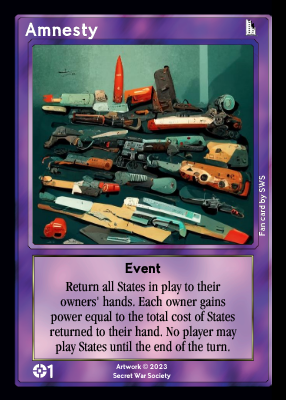 Amnesty
Fan card by SWS
Event
Return all States in play to their
owners' hands. Each owner gains
power equal to the total cost of States
returned to their hand. No player may
play States until the end of the turn.
1
Artwork © 2023
Secret War Society